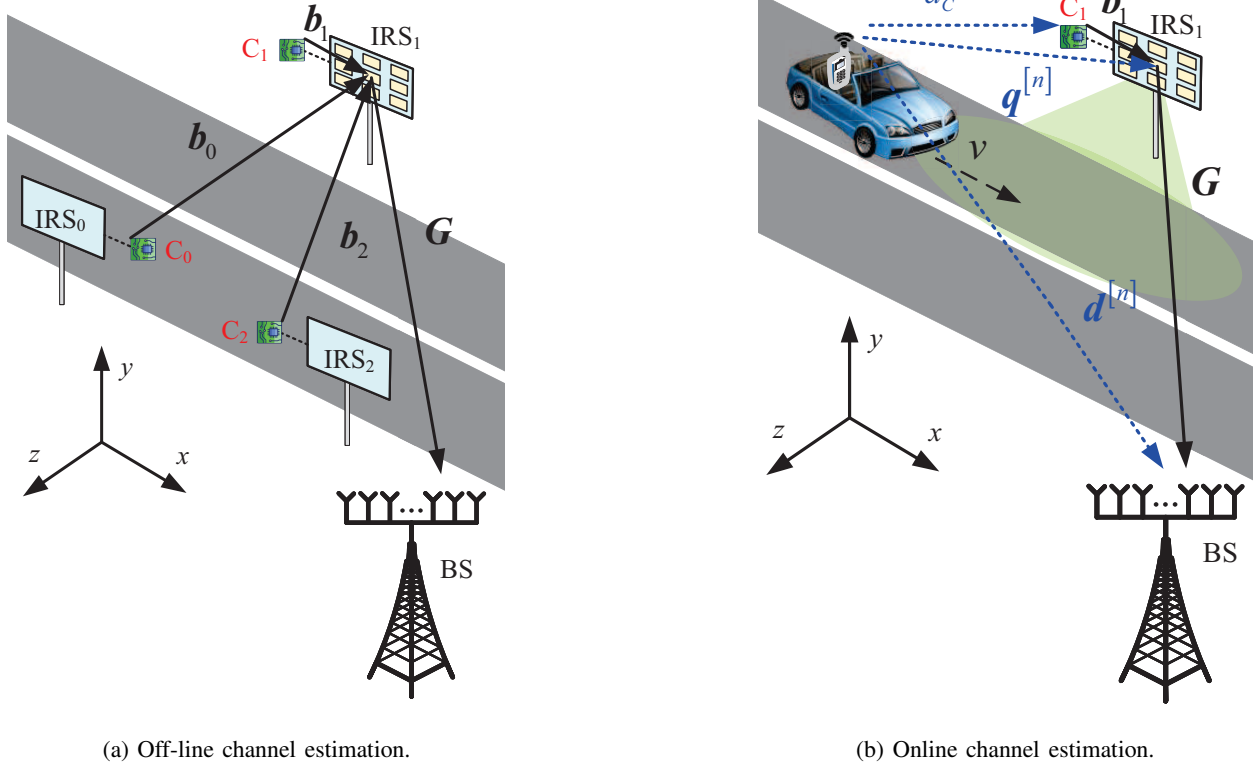 b₁
C₁
IRS₁
b₀
IRS₀
C₀
b₂
G
C₂
IRS₂
y
z
x
BS
(a) Off-line channel estimation.
C₁
b₁
IRS₁
q^[n]
v
G
d^[n]
y
z
x
BS
(b) Online channel estimation.